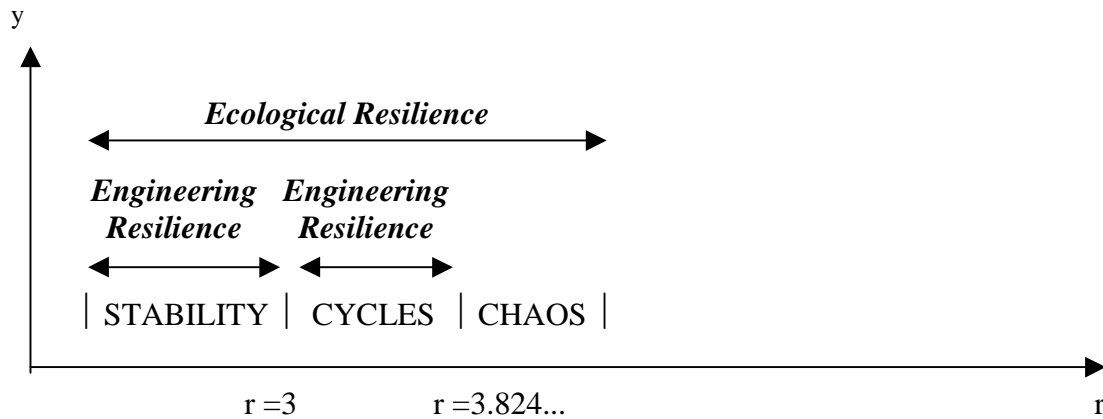 y
Ecological Resilience
Engineering Engineering
Resilience Resilience
| STABILITY | CYCLES | CHAOS |
r =3 r =3.824... r